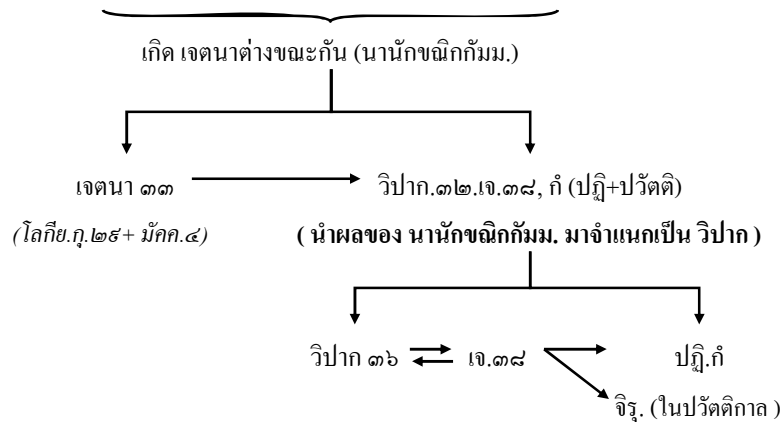 เกิด เจตนาต่างขณะกัน (นานักขณิกกัมม.)
เจตนา ๓๓ วิปาก.๓๒.เจ.๓๘, กํ (ปฏิ+ปวัตติ)
(โลกีย.กุ.๒๙+ มัคค.๔) ( นำผลของ นานักขณิกกัมม. มาจำแนกเป็น วิปาก )
วิปาก ๓๖ เจ.๓๘ ปฏิ.กํ
จิรุ. (ในปวัตติกาล )